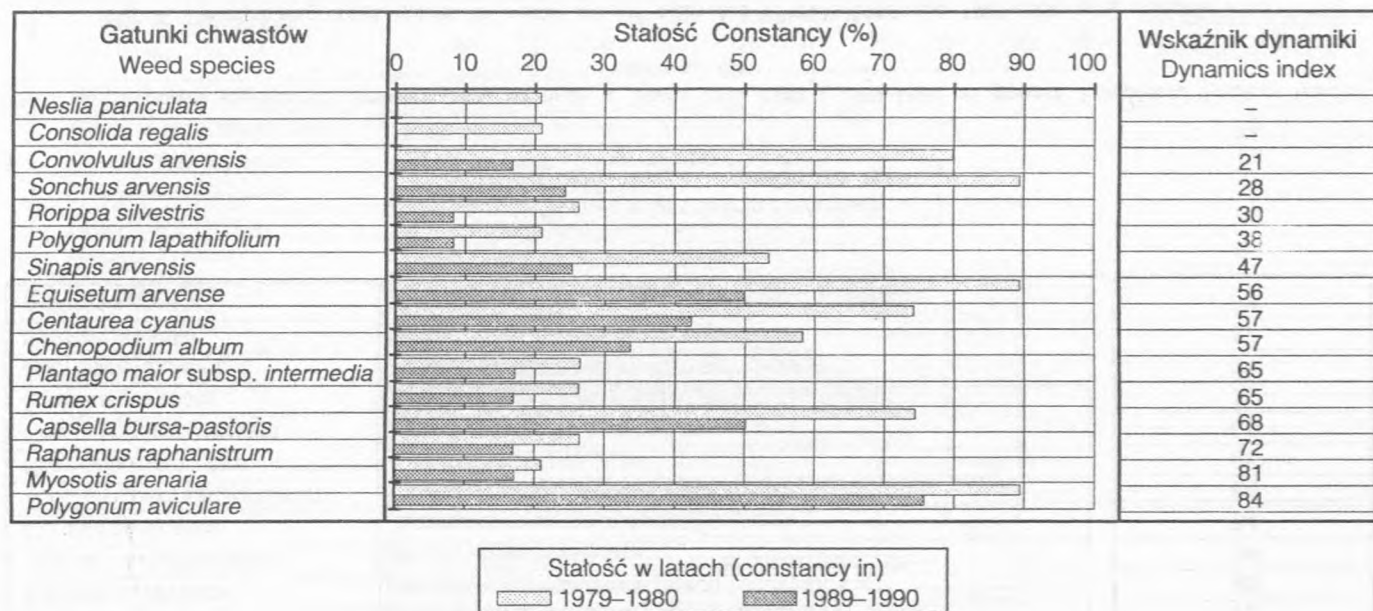 Gatunki chwastów
Weed species
Stałość Constancy (%)
0 10 20 30 40 50 60 70 80 90 100
Wskaźnik dynamiki
Dynamics index
Neslia paniculata –
Consolida regalis –
Convolvulus arvensis 21
Sonchus arvensis 28
Rorippa silvestris 30
Polygonum lapathifolium 38
Sinapis arvensis 47
Equisetum arvense 56
Centaurea cyanus 57
Chenopodium album 57
Plantago maior subsp. intermedia 65
Rumex crispus 65
Capsella bursa-pastoris 68
Raphanus raphanistrum 72
Myosotis arenaria 81
Polygonum aviculare 84
Stałość w latach (constancy in)
1979–1980 1989–1990